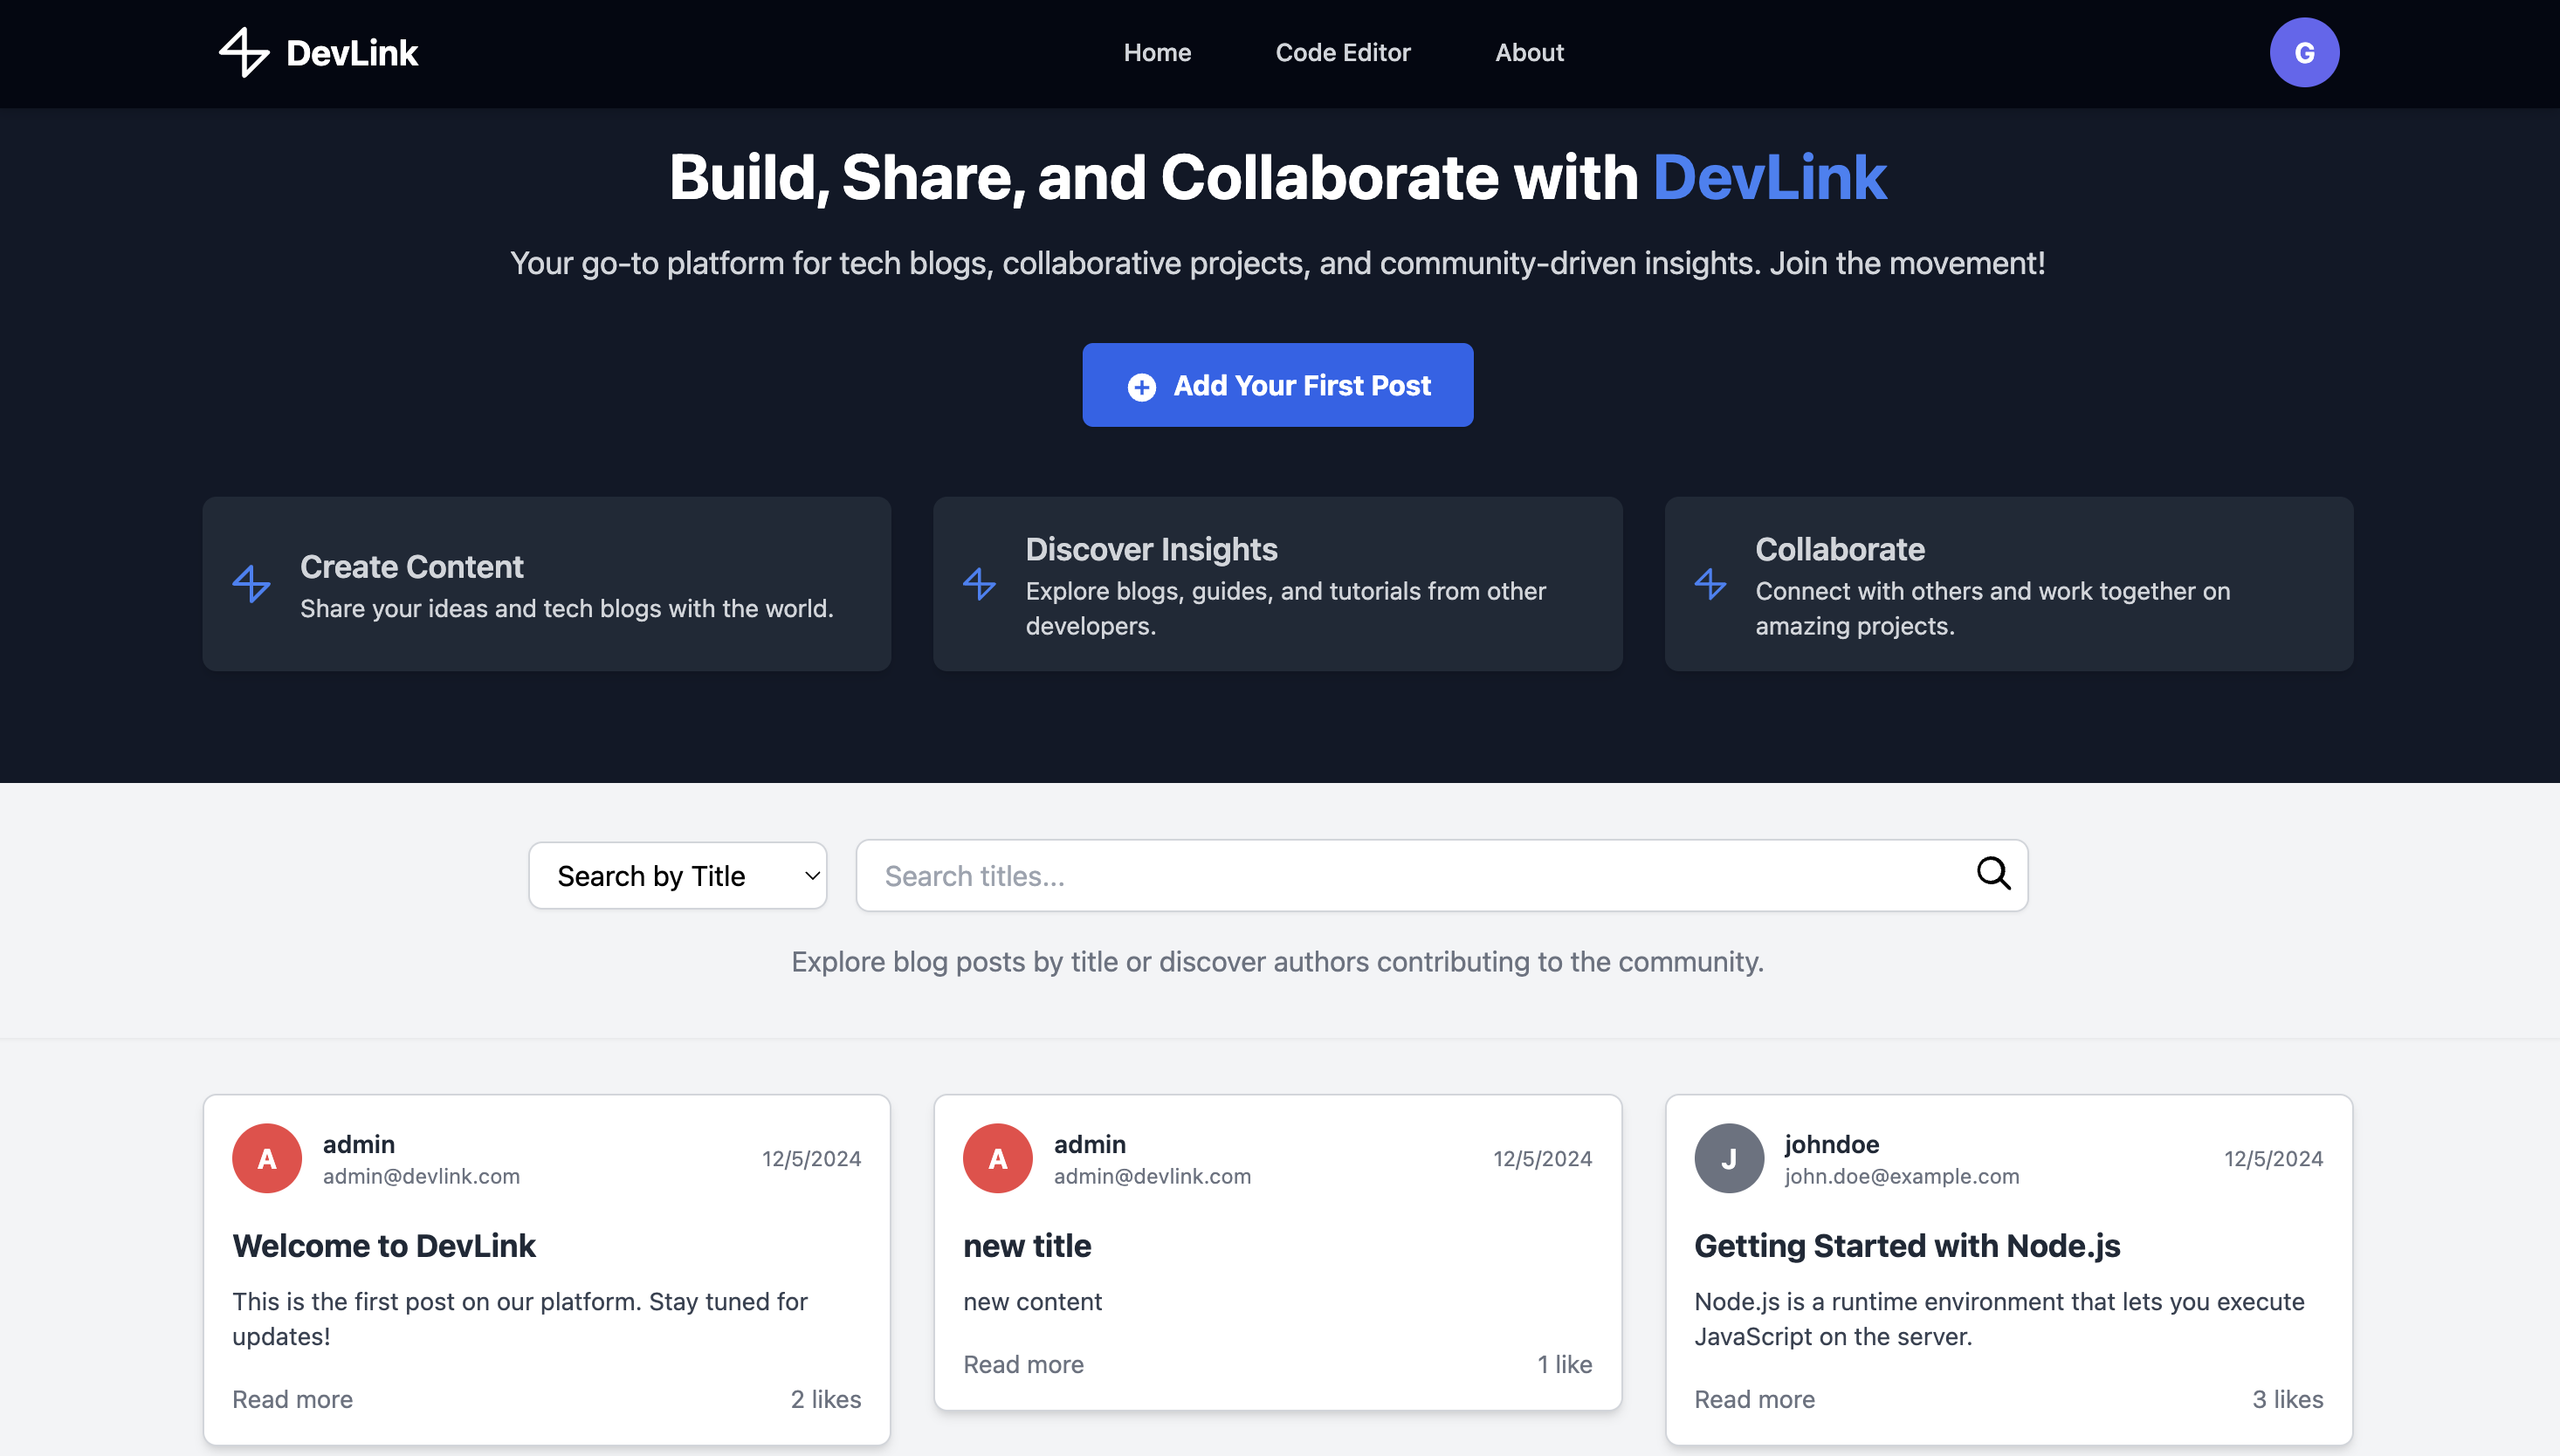 DevLink
Home
Code Editor
About
G
Build, Share, and Collaborate with DevLink
Your go-to platform for tech blogs, collaborative projects, and community-driven insights. Join the movement!
Add Your First Post
Create Content
Share your ideas and tech blogs with the world.
Discover Insights
Explore blogs, guides, and tutorials from other
developers.
Collaborate
Connect with others and work together on
amazing projects.
Search by Title
Search titles...
Explore blog posts by title or discover authors contributing to the community.
A
admin
admin@devlink.com
12/5/2024
Welcome to DevLink
This is the first post on our platform. Stay tuned for
updates!
Read more
2 likes
A
admin
admin@devlink.com
12/5/2024
new title
new content
Read more
1 like
J
johndoe
john.doe@example.com
12/5/2024
Getting Started with Node.js
Node.js is a runtime environment that lets you execute
JavaScript on the server.
Read more
3 likes